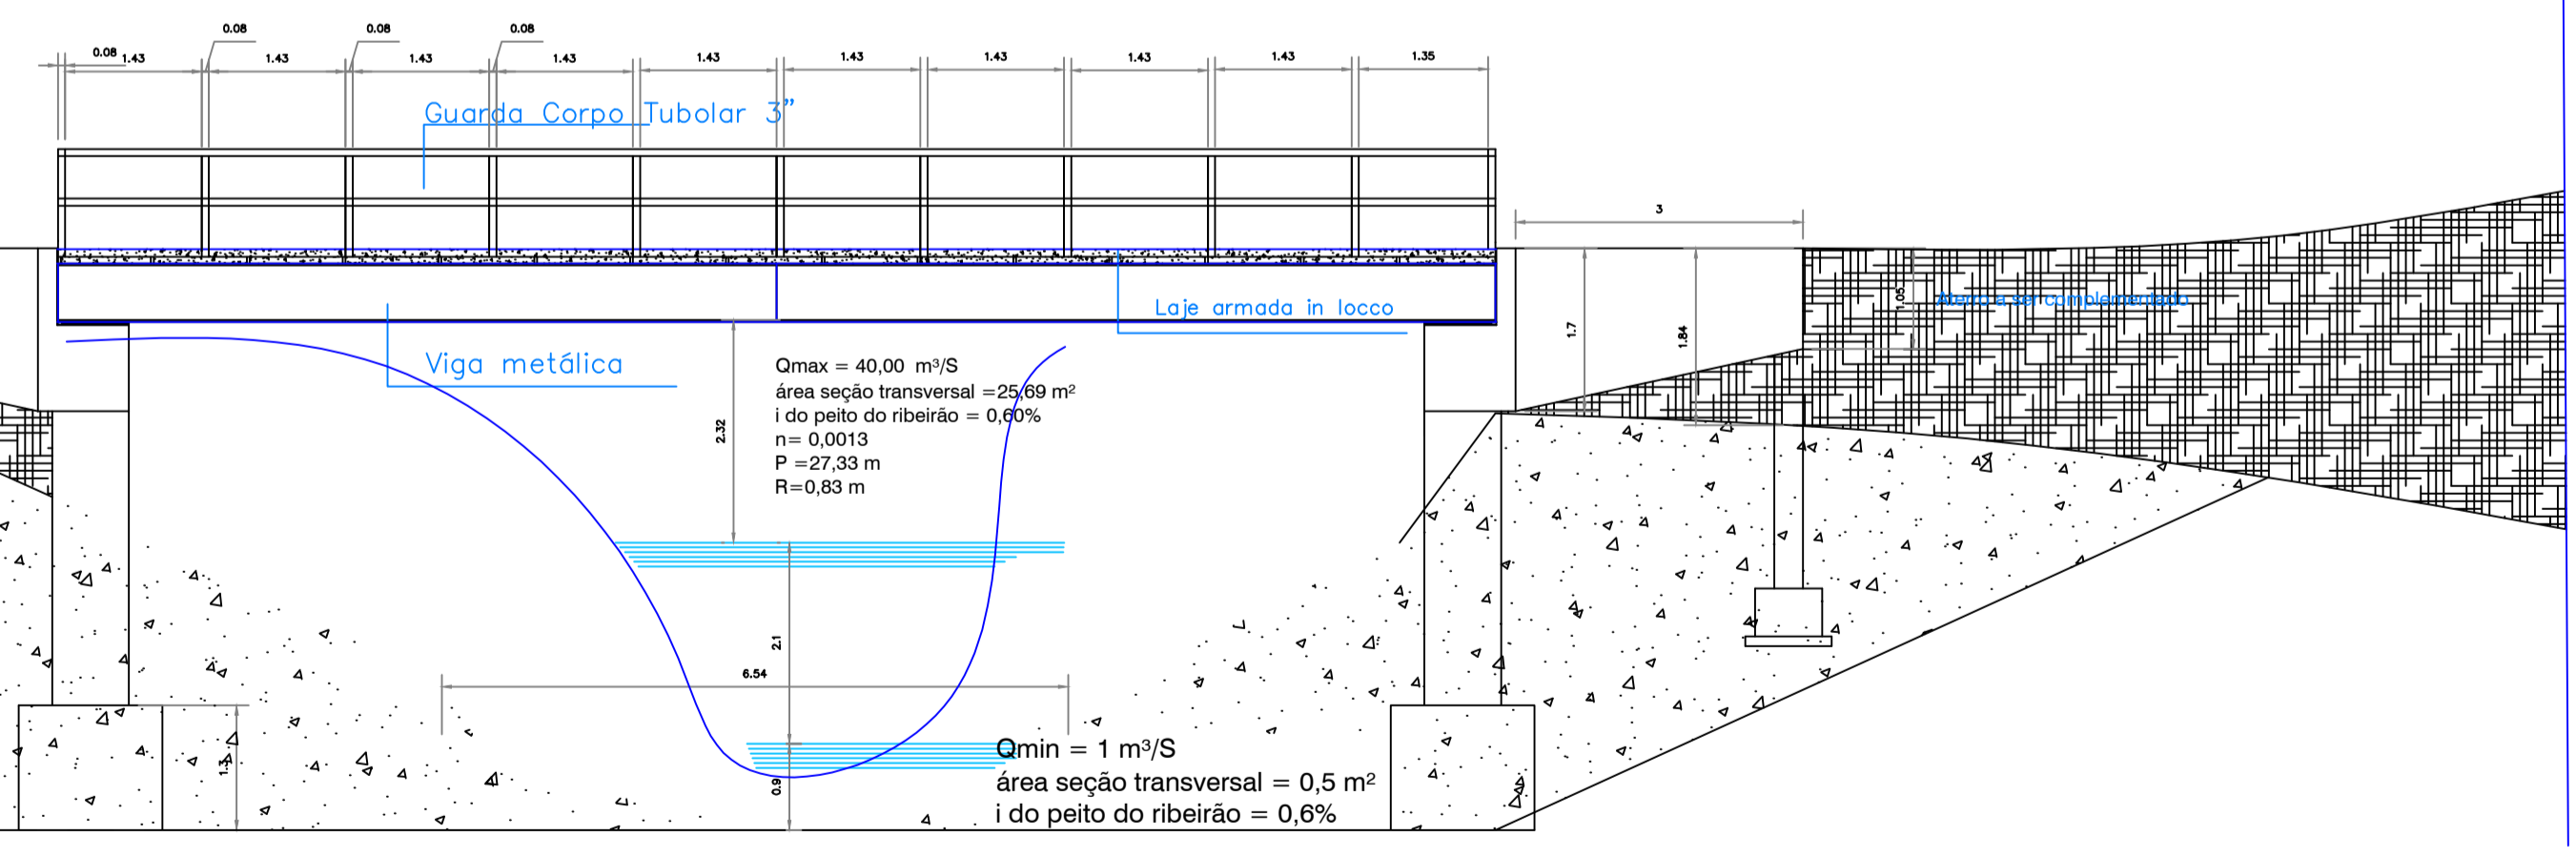 0.08
0.08
0.08
0.08
1.43
1.43
1.43
1.43
1.43
1.43
1.43
1.43
1.43
1.35
Guarda Corpo Tubolar 3”
3
Laje armada in locco
Aterro a ser complementado
1.05
1.7
1.84
Viga metálica
2.32
Qmax = 40,00 m³/S
área seção transversal =25,69 m²
i do peito do ribeirão = 0,60%
n= 0,0013
P =27,33 m
R=0,83 m
2.1
6.54
0.9
Qmin = 1 m³/S
área seção transversal = 0,5 m²
i do peito do ribeirão = 0,6%